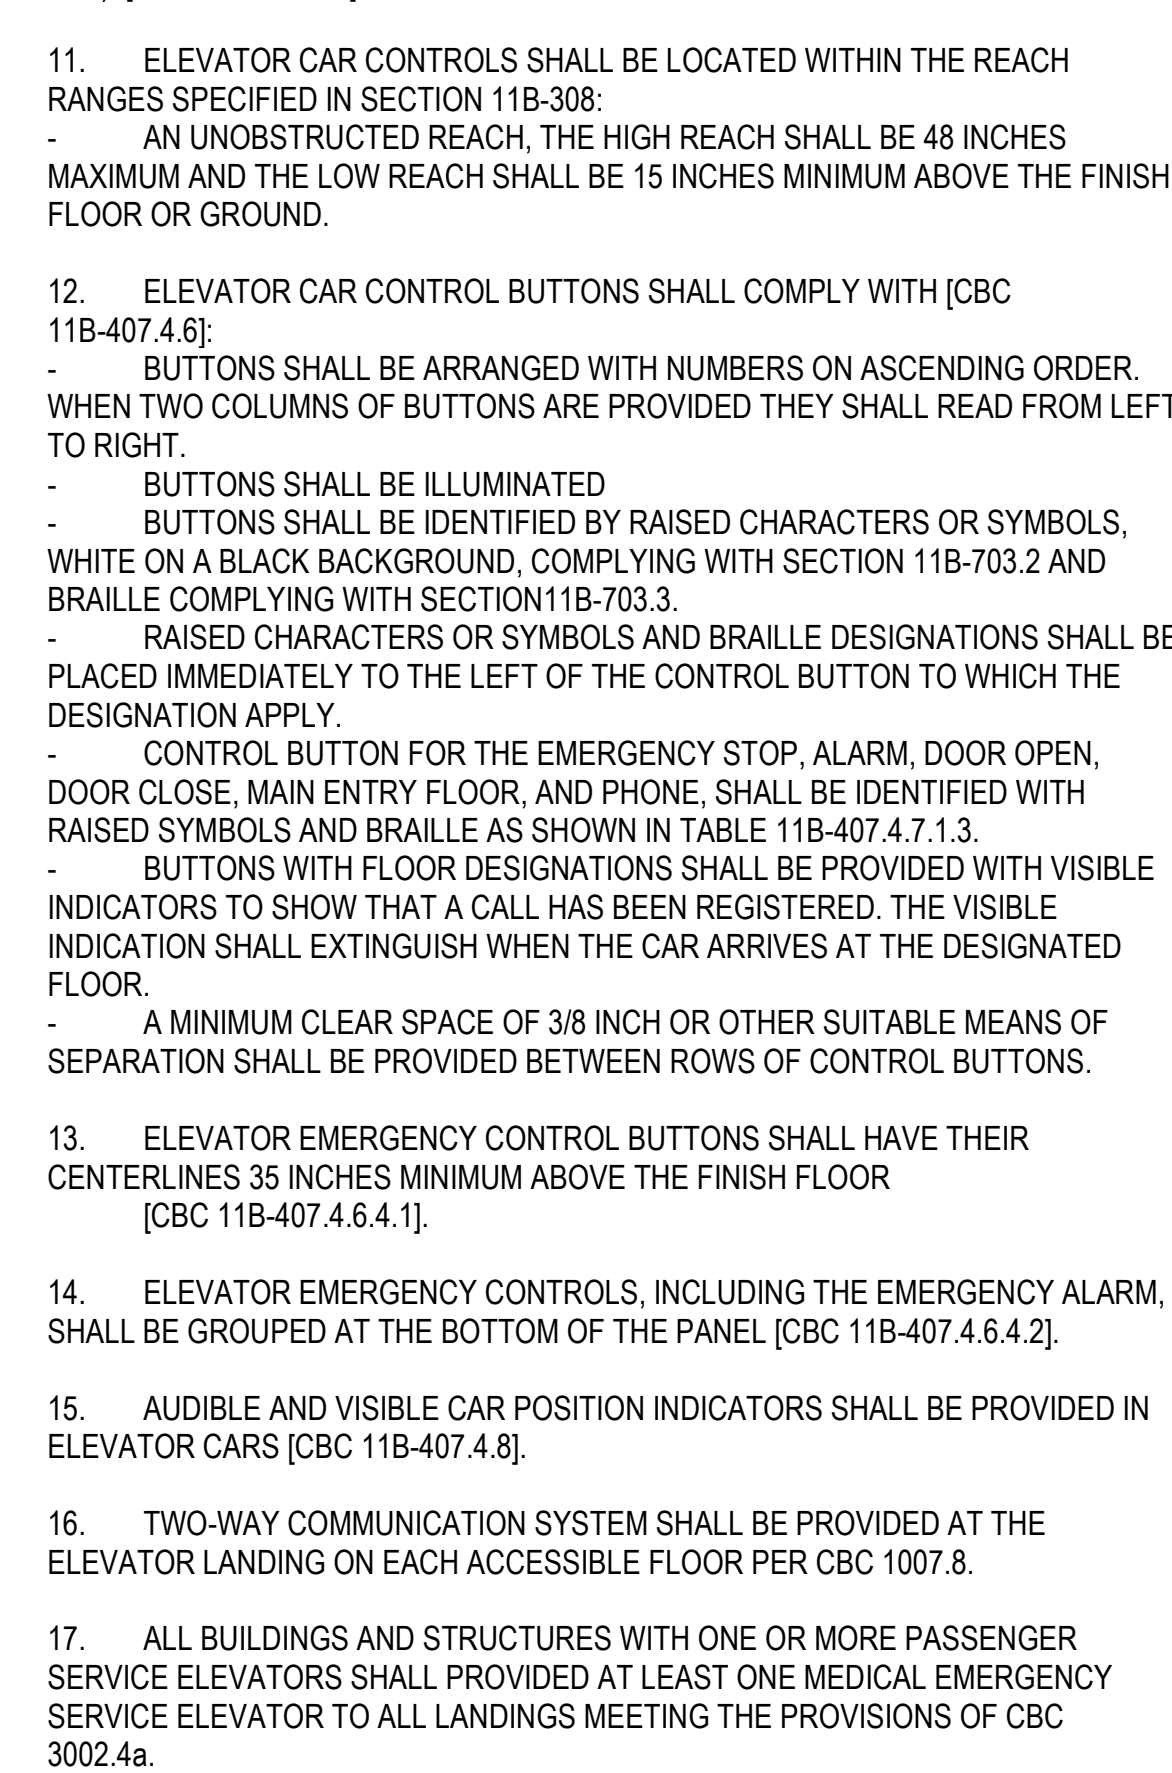 11. ELEVATOR CAR CONTROLS SHALL BE LOCATED WITHIN THE REACH
RANGES SPECIFIED IN SECTION 11B-308:
- AN UNOBSTRUCTED REACH, THE HIGH REACH SHALL BE 48 INCHES
MAXIMUM AND THE LOW REACH SHALL BE 15 INCHES MINIMUM ABOVE THE FINISH
FLOOR OR GROUND.
12. ELEVATOR CAR CONTROL BUTTONS SHALL COMPLY WITH [CBC
11B-407.4.6]:
- BUTTONS SHALL BE ARRANGED WITH NUMBERS ON ASCENDING ORDER.
WHEN TWO COLUMNS OF BUTTONS ARE PROVIDED THEY SHALL READ FROM LEFT
TO RIGHT.
- BUTTONS SHALL BE ILLUMINATED
- BUTTONS SHALL BE IDENTIFIED BY RAISED CHARACTERS OR SYMBOLS,
WHITE ON A BLACK BACKGROUND, COMPLYING WITH SECTION 11B-703.2 AND
BRAILLE COMPLYING WITH SECTION11B-703.3.
- RAISED CHARACTERS OR SYMBOLS AND BRAILLE DESIGNATIONS SHALL BE
PLACED IMMEDIATELY TO THE LEFT OF THE CONTROL BUTTON TO WHICH THE
DESIGNATION APPLY.
- CONTROL BUTTON FOR THE EMERGENCY STOP, ALARM, DOOR OPEN,
DOOR CLOSE, MAIN ENTRY FLOOR, AND PHONE, SHALL BE IDENTIFIED WITH
RAISED SYMBOLS AND BRAILLE AS SHOWN IN TABLE 11B-407.4.7.1.3.
- BUTTONS WITH FLOOR DESIGNATIONS SHALL BE PROVIDED WITH VISIBLE
INDICATORS TO SHOW THAT A CALL HAS BEEN REGISTERED. THE VISIBLE
INDICATION SHALL EXTINGUISH WHEN THE CAR ARRIVES AT THE DESIGNATED
FLOOR.
- A MINIMUM CLEAR SPACE OF 3/8 INCH OR OTHER SUITABLE MEANS OF
SEPARATION SHALL BE PROVIDED BETWEEN ROWS OF CONTROL BUTTONS.
13. ELEVATOR EMERGENCY CONTROL BUTTONS SHALL HAVE THEIR
CENTERLINES 35 INCHES MINIMUM ABOVE THE FINISH FLOOR
[CBC 11B-407.4.6.4.1].
14. ELEVATOR EMERGENCY CONTROLS, INCLUDING THE EMERGENCY ALARM,
SHALL BE GROUPED AT THE BOTTOM OF THE PANEL [CBC 11B-407.4.6.4.2].
15. AUDIBLE AND VISIBLE CAR POSITION INDICATORS SHALL BE PROVIDED IN
ELEVATOR CARS [CBC 11B-407.4.8].
16. TWO-WAY COMMUNICATION SYSTEM SHALL BE PROVIDED AT THE
ELEVATOR LANDING ON EACH ACCESSIBLE FLOOR PER CBC 1007.8.
17. ALL BUILDINGS AND STRUCTURES WITH ONE OR MORE PASSENGER
SERVICE ELEVATORS SHALL PROVIDED AT LEAST ONE MEDICAL EMERGENCY
SERVICE ELEVATOR TO ALL LANDINGS MEETING THE PROVISIONS OF CBC
3002.4a.